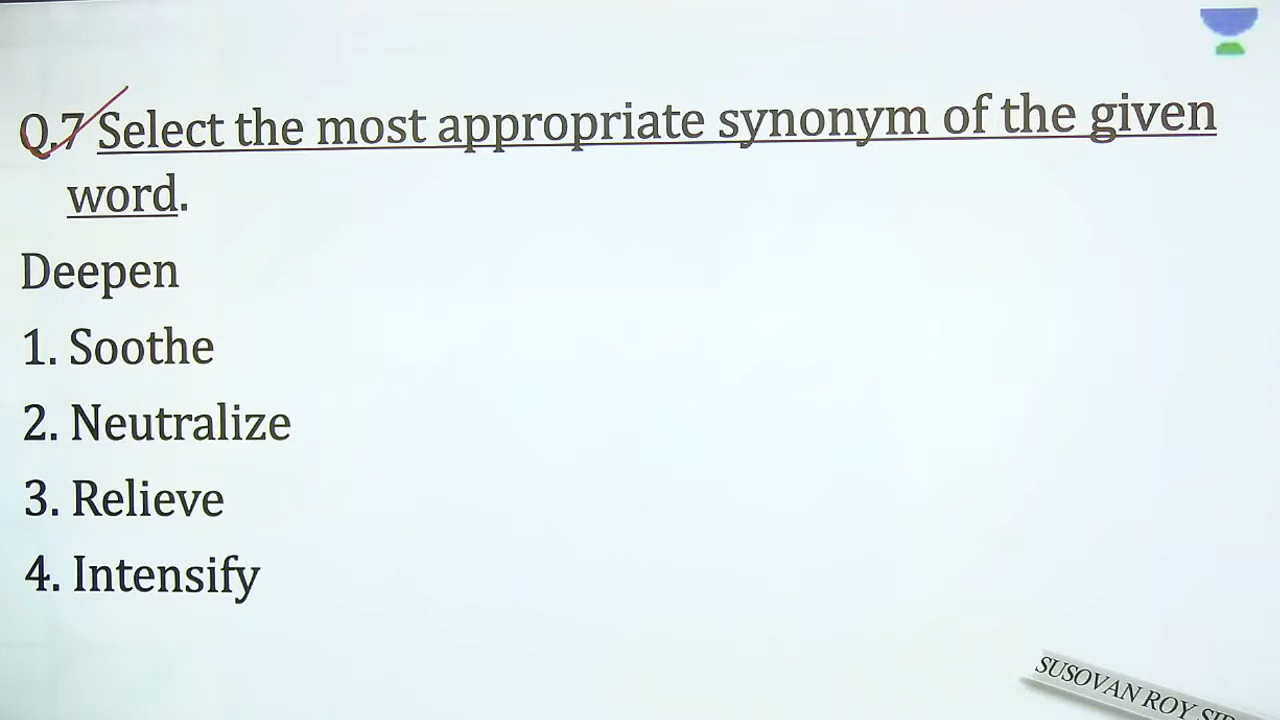 Q.7 Select the most appropriate synonym of the given
word.
Deepen
1. Soothe
2. Neutralize
3. Relieve
4. Intensify
SUSOVAN ROY SIR